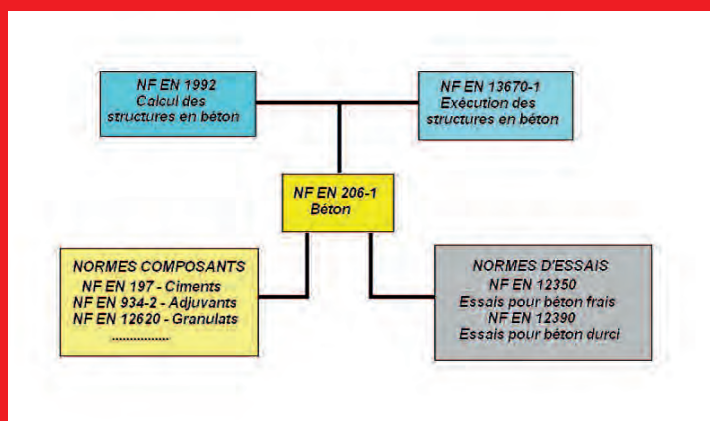 NF EN 1992
Calcul des
structures en béton
NF EN 13670-1
Exécution des
structures en béton
NF EN 206-1
Béton
NORMES COMPOSANTS
NF EN 197 - Ciments
NF EN 934-2 - Adjuvants
NF EN 12620 - Granulats
................
NORMES D'ESSAIS
NF EN 12350
Essais pour béton frais
NF EN 12390
Essais pour béton durci